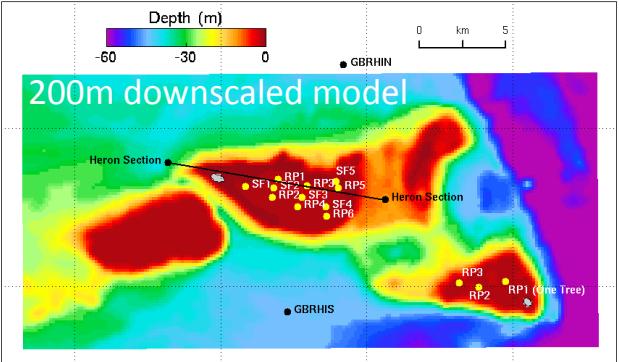 Depth (m)
-60 -30 0
0 km 5
GBRHIN
200m downscaled model
Heron Section
SF5
RP1
SF1 SF2 RP3 RP5
RP2 SF3
Heron Section
RP4 SF4
RP6
RP3
RP2 RP1 (One Tree)
GBRHIS